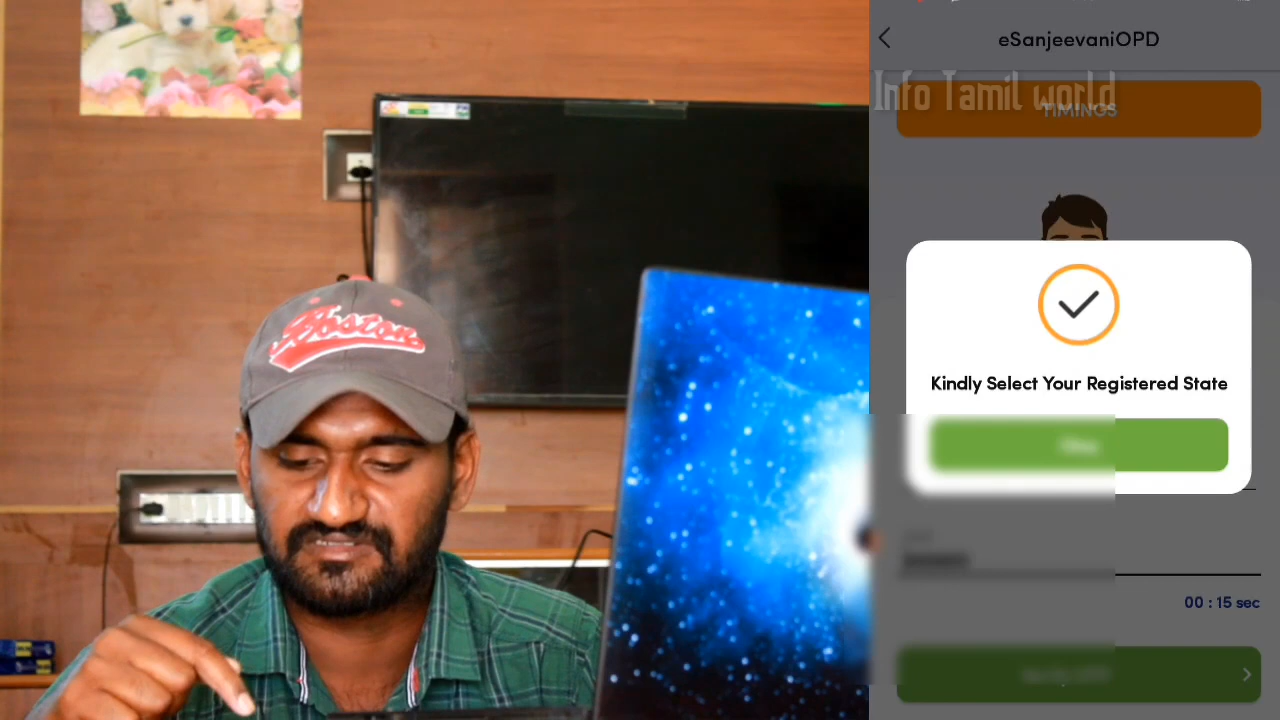 eSanjeevaniOPD
Info Tamil world
TIMINGS
Boston
Kindly Select Your Registered State
00 : 15 sec